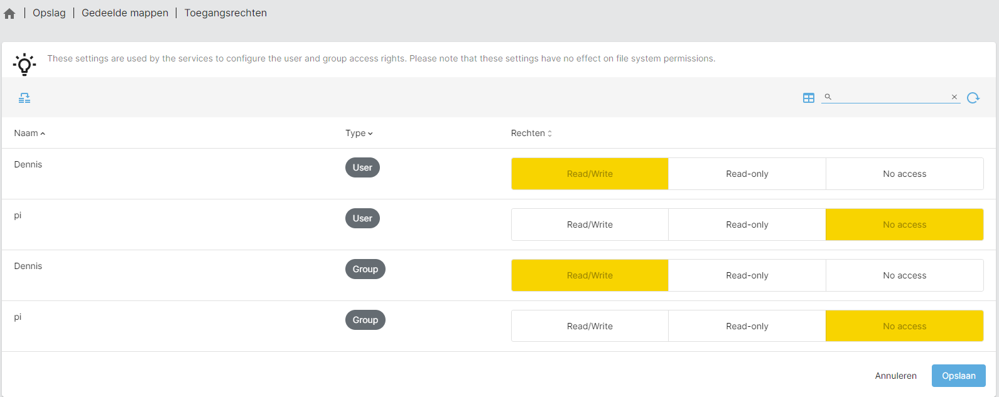 Opslag | Gedeelde mappen | Toegangsrechten
These settings are used by the services to configure the user and group access rights. Please note that these settings have no effect on file system permissions.
Naam Type Rechten
Dennis User Read/Write Read-only No access
pi User Read/Write Read-only No access
Dennis Group Read/Write Read-only No access
pi Group Read/Write Read-only No access
Annuleren Opslaan